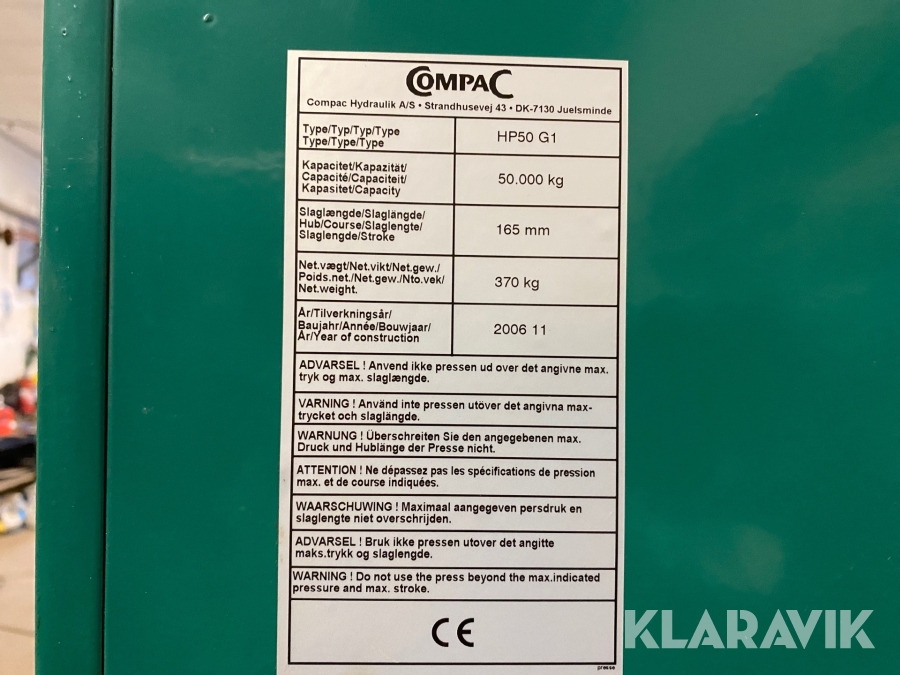 COMPAC
Compac Hydraulik A/S • Strandhusevej 43 • DK-7130 Juelsminde
Type/Typ/Typ/Type
Type/Type/Type
HP50 G1
Kapacitet/Kapazität/
Capacité/Capaciteit/
Kapasitet/Capacity
50.000 kg
Slaglængde/Slaglängde/
Hub/Course/Slaglengte/
Slaglengde/Stroke
165 mm
Net.vægt/Net.vikt/Net.gew./
Poids.net./Net.gew./Nto.vek/
Net.weight.
370 kg
År/Tilverkningsår/
Baujahr/Année/Bouwjaar/
År/Year of construction
2006 11
ADVARSEL ! Anvend ikke pressen ud over det angivne max.
tryk og max. slaglængde.
VARNING ! Använd inte pressen utöver det angivna max-
trycket och slaglängde.
WARNUNG ! Überschreiten Sie den angegebenen max.
Druck und Hublänge der Presse nicht.
ATTENTION ! Ne dépassez pas les spécifications de pression
max. et de course indiquées.
WAARSCHUWING ! Maximaal aangegeven persdruk en
slaglengte niet overschrijden.
ADVARSEL ! Bruk ikke pressen utover det angitte
maks.trykk og slaglengde.
WARNING ! Do not use the press beyond the max.indicated
pressure and max. stroke.
CE
presse
KLARAVIK